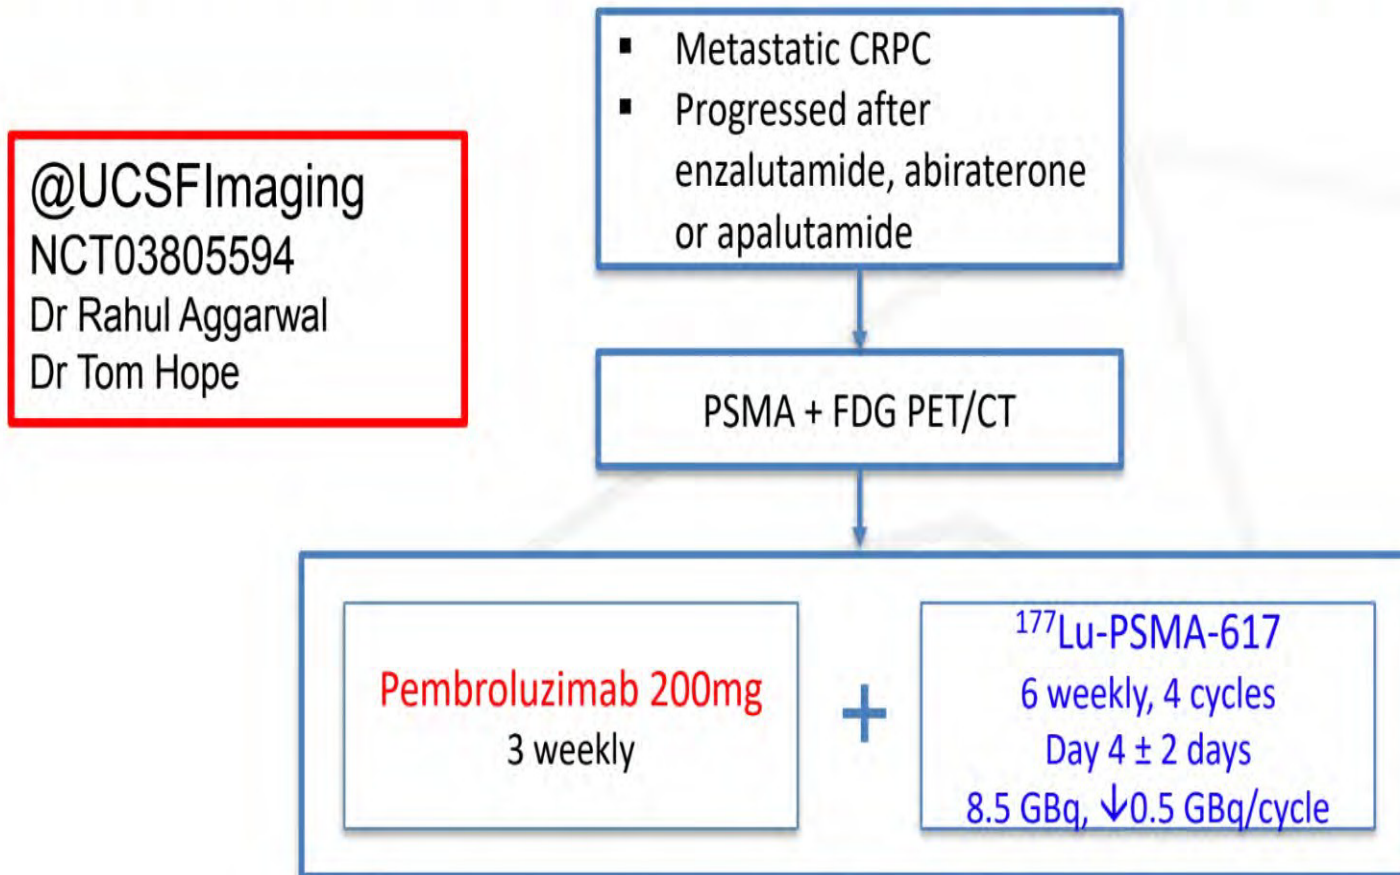 @UCSFImaging
NCT03805594
Dr Rahul Aggarwal
Dr Tom Hope
▪ Metastatic CRPC
▪ Progressed after
enzalutamide, abiraterone
or apalutamide
PSMA + FDG PET/CT
Pembroluzimab 200mg
3 weekly
+
¹⁷⁷Lu-PSMA-617
6 weekly, 4 cycles
Day 4 ± 2 days
8.5 GBq, ↓0.5 GBq/cycle